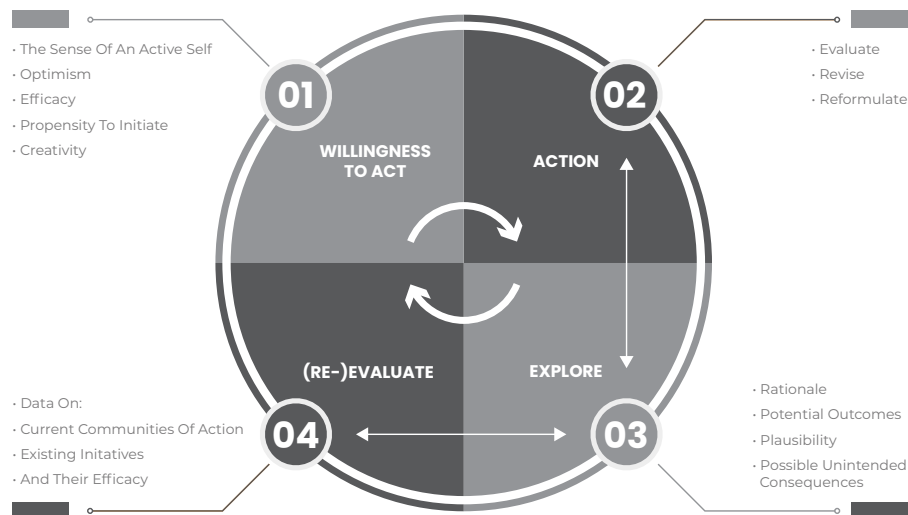 · The Sense Of An Active Self
· Optimism
· Efficacy
· Propensity To Initiate
· Creativity
01
WILLINGNESS
TO ACT
02
ACTION
· Evaluate
· Revise
· Reformulate
(RE-)EVALUATE
04
· Data On:
· Current Communities Of Action
· Existing Initatives
· And Their Efficacy
EXPLORE
03
· Rationale
· Potential Outcomes
· Plausibility
· Possible Unintended
Consequences